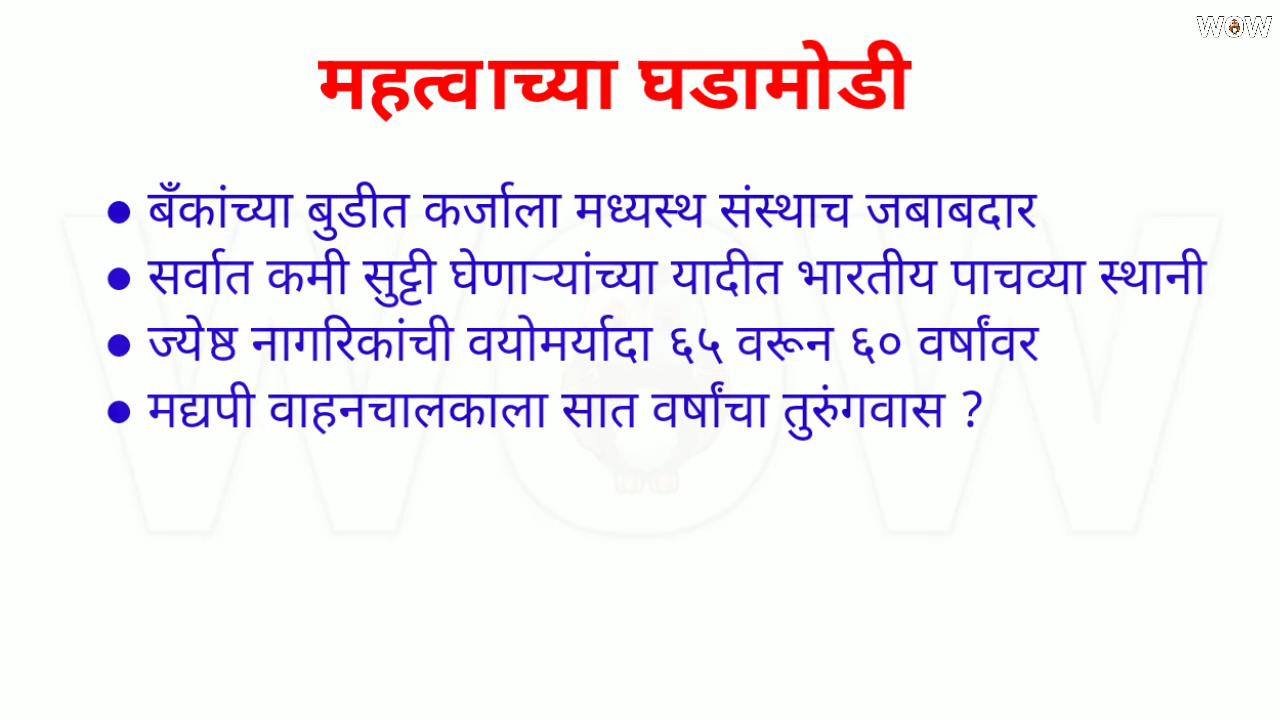 WOW
महत्वाच्या घडामोडी
● बँकांच्या बुडीत कर्जाला मध्यस्थ संस्थाच जबाबदार
● सर्वात कमी सुट्टी घेणाऱ्यांच्या यादीत भारतीय पाचव्या स्थानी
● ज्येष्ठ नागरिकांची वयोमर्यादा ६५ वरून ६० वर्षांवर
● मद्यपी वाहनचालकाला सात वर्षांचा तुरुंगवास ?
WOW